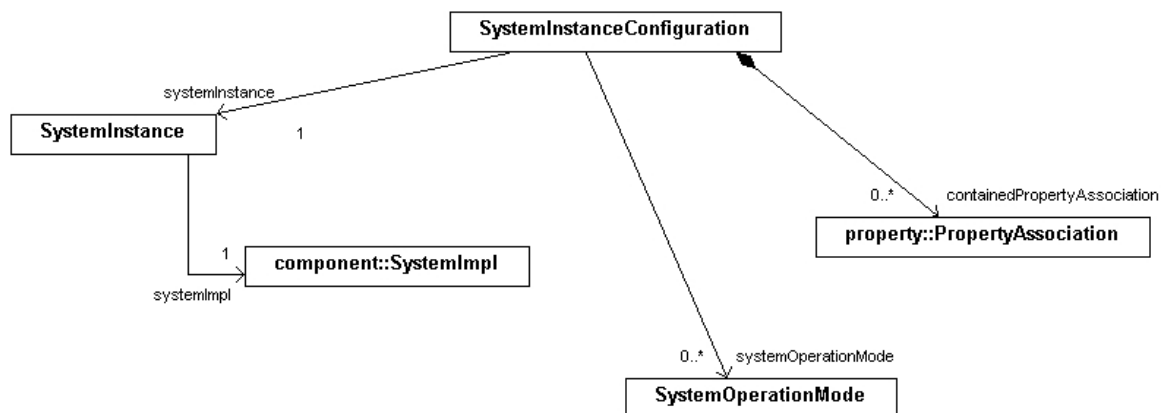 SystemInstanceConfiguration
systemInstance
SystemInstance
1
0..*
containedPropertyAssociation
property::PropertyAssociation
1
component::SystemImpl
systemImpl
0..*
systemOperationMode
SystemOperationMode